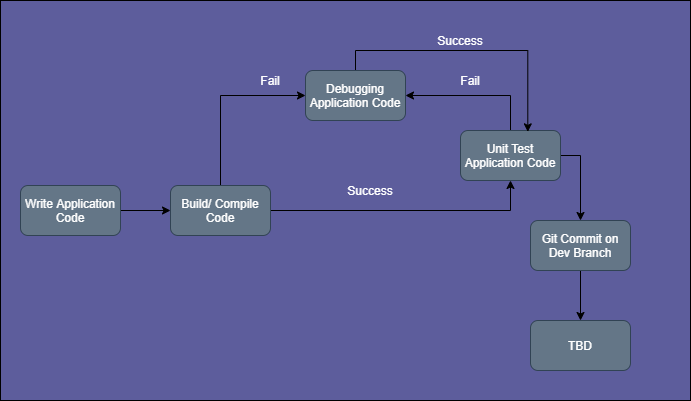 Success
Fail
Fail
Debugging
Application Code
Unit Test
Application Code
Success
Write Application
Code
Build/ Compile
Code
Git Commit on
Dev Branch
TBD